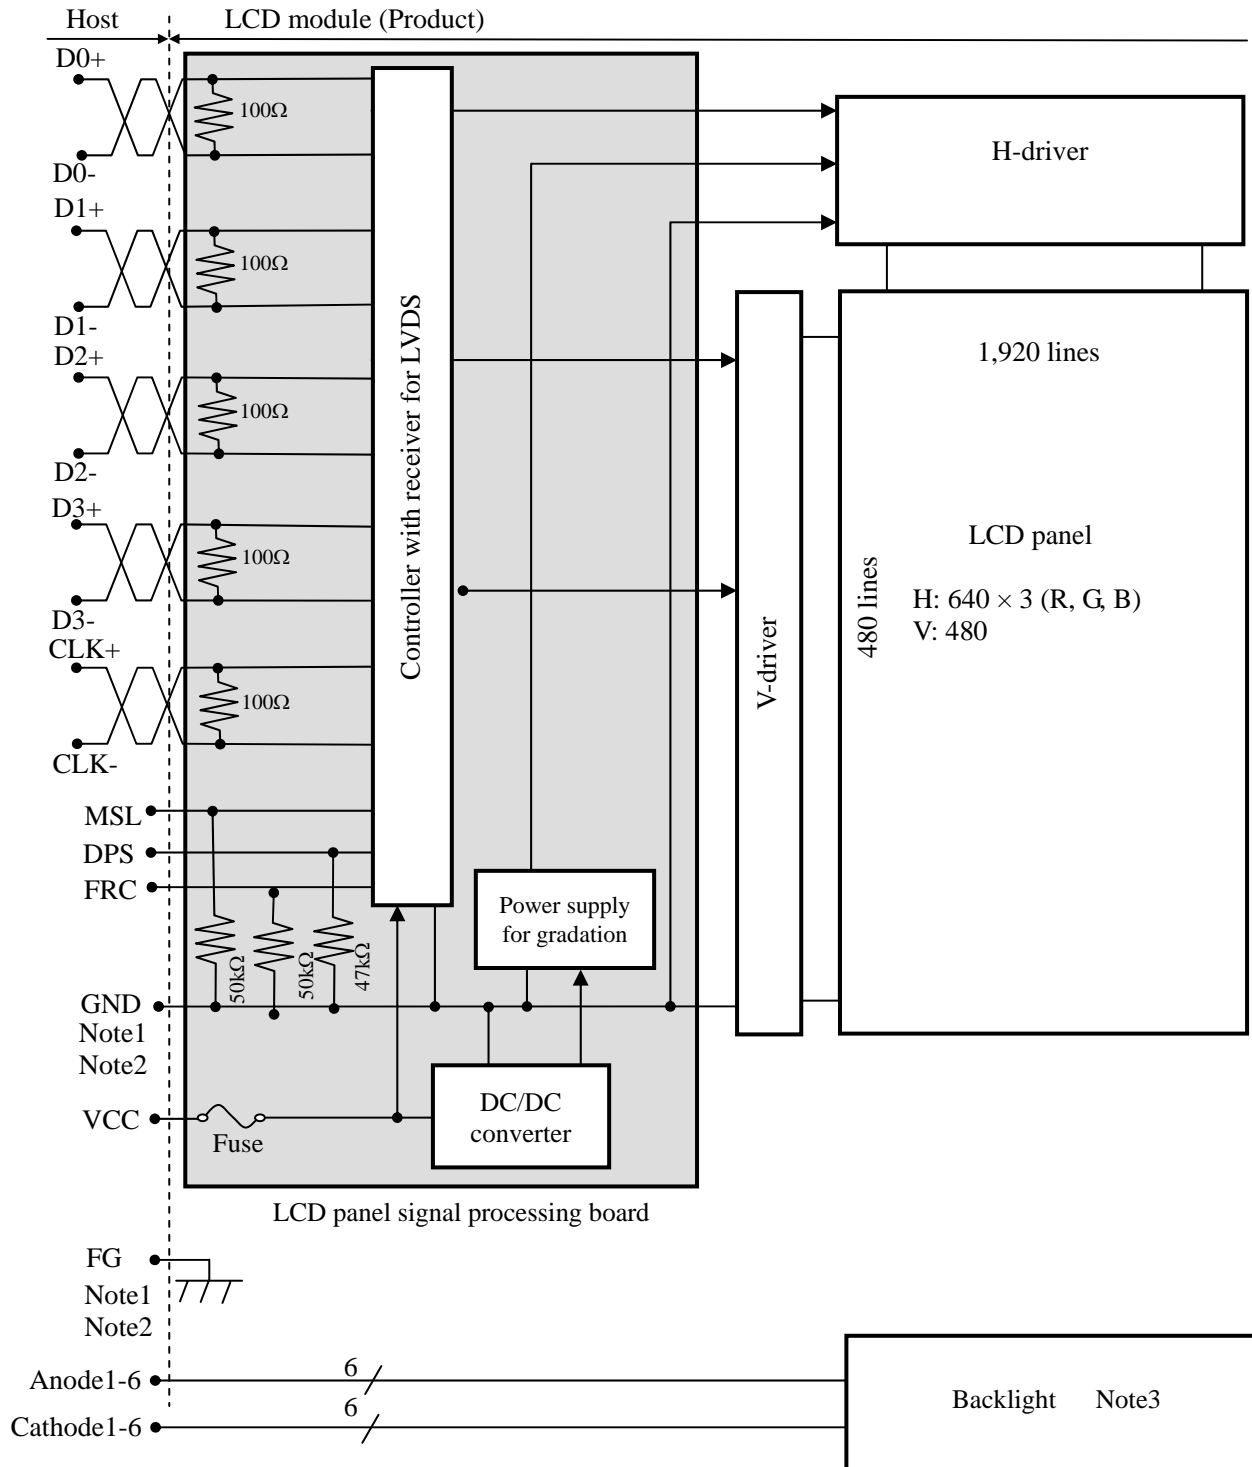 Host
LCD module (Product)
D0+
100Ω
D0-
D1+
100Ω
D1-
D2+
100Ω
D2-
D3+
100Ω
D3-
CLK+
100Ω
CLK-
MSL
DPS
FRC
50kΩ
50kΩ
47kΩ
GND
Note1
Note2
VCC
Fuse
Controller with receiver for LVDS
Power supply
for gradation
DC/DC
converter
LCD panel signal processing board
H-driver
V-driver
1,920 lines
480 lines
LCD panel
H: 640 × 3 (R, G, B)
V: 480
FG
Note1
Note2
Anode1-6
6
Cathode1-6
6
Backlight Note3